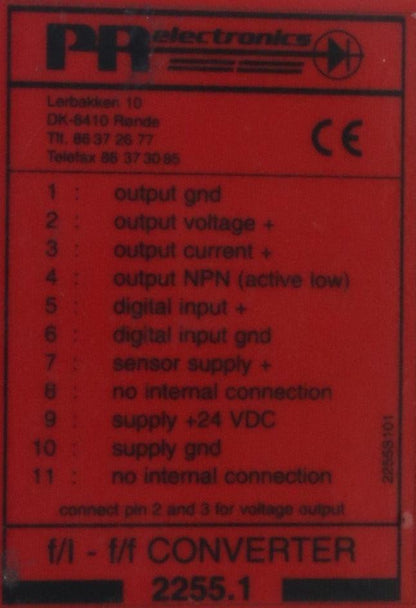 PR electronics
Lerbakken 10
DK-8410 Rønde
Tlf. 86 37 26 77
Telefax 86 37 30 85
CE
1 : output gnd
2 : output voltage +
3 : output current +
4 : output NPN (active low)
5 : digital input +
6 : digital input gnd
7 : sensor supply +
8 : no internal connection
9 : supply +24 VDC
10 : supply gnd
11 : no internal connection
connect pin 2 and 3 for voltage output
2255S101
f/I - f/f CONVERTER
2255.1